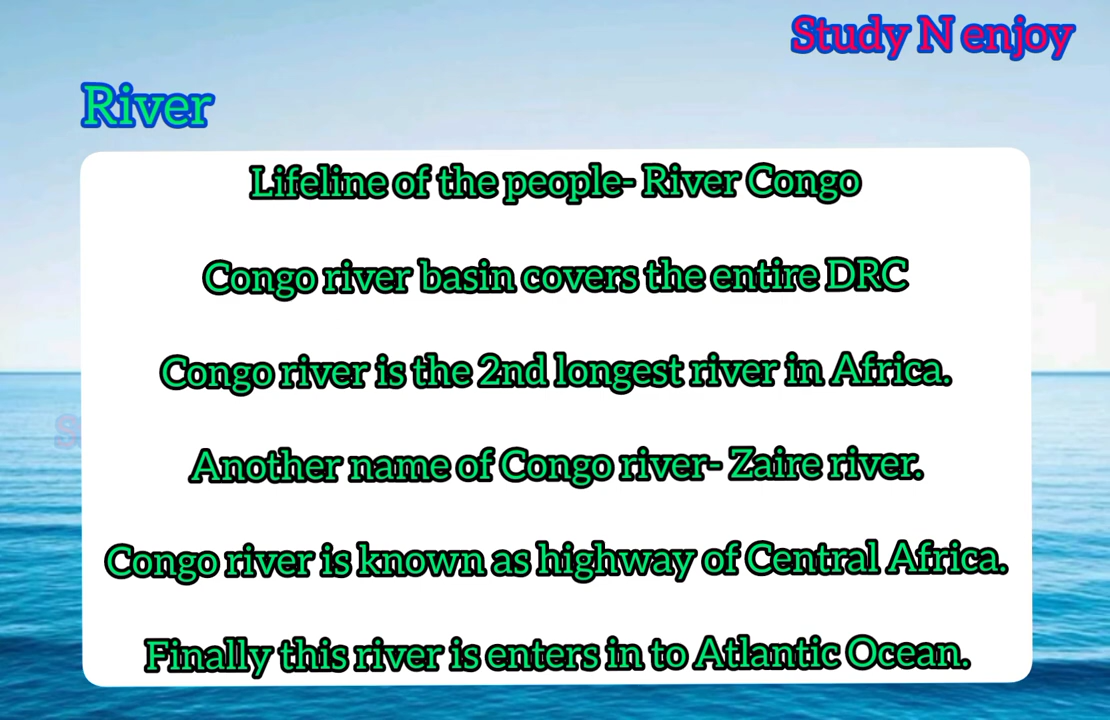 Study N enjoy
River
Lifeline of the people- River Congo
Congo river basin covers the entire DRC
Congo river is the 2nd longest river in Africa.
Another name of Congo river- Zaire river.
Congo river is known as highway of Central Africa.
Finally this river is enters in to Atlantic Ocean.